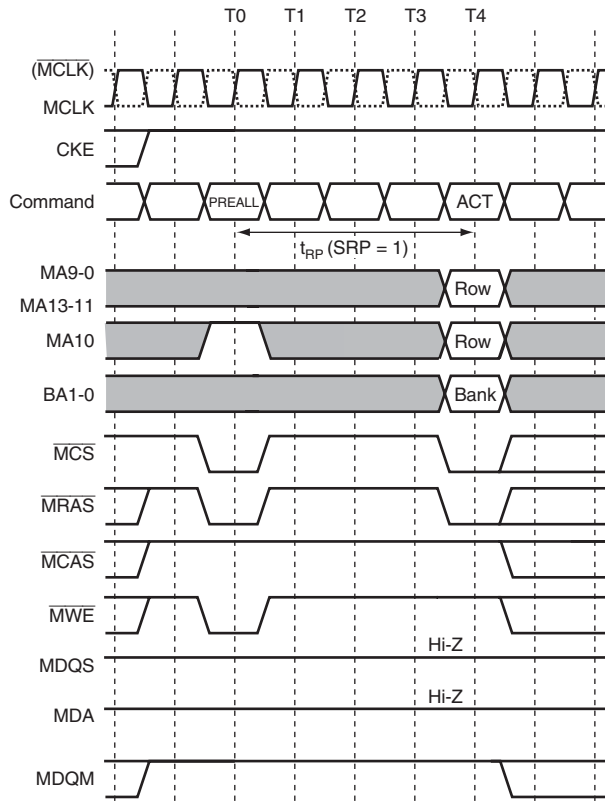 T0 T1 T2 T3 T4
(MCLK)
MCLK
CKE
Command PREALL ACT
tRP (SRP = 1)
MA9-0
Row
MA13-11
MA10 Row
BA1-0 Bank
MCS
MRAS
MCAS
MWE
Hi-Z
MDQS
Hi-Z
MDA
MDQM